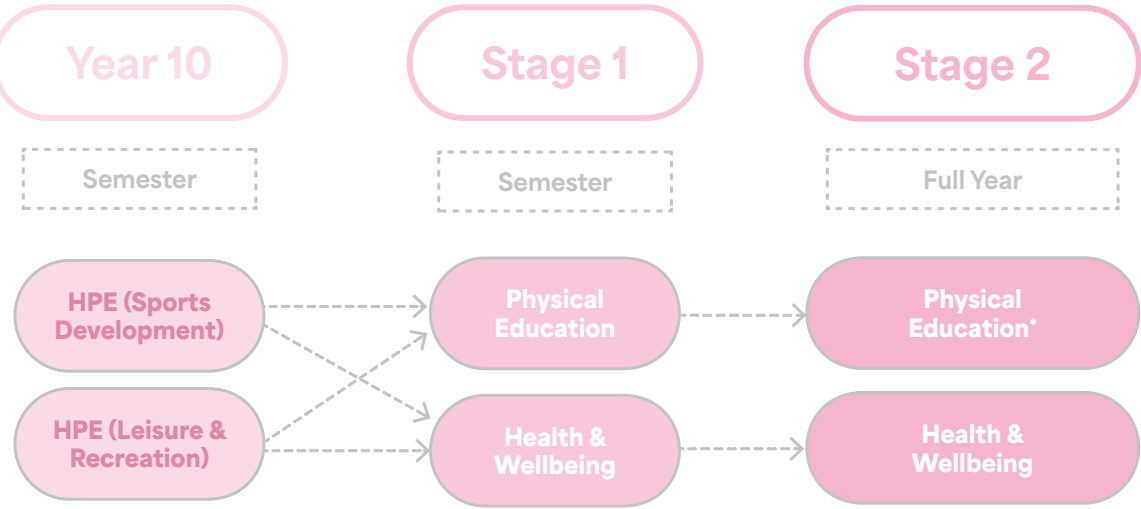 Year 10
Stage 1
Stage 2
Semester
Semester
Full Year
HPE (Sports
Development)
Physical
Education
Physical
Education*
HPE (Leisure &
Recreation)
Health &
Wellbeing
Health &
Wellbeing